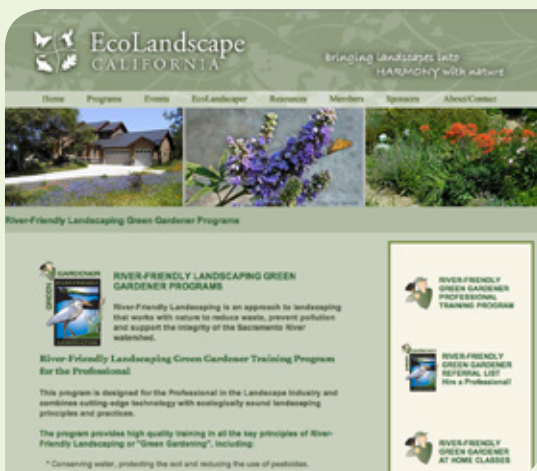 EcoLandscape
CALIFORNIA
bringing landscapes into
HARMONY with nature
Home Programs Events EcoLandscaper Resources Members Sponsors About/Contact
River-Friendly Landscaping Green Gardener Programs
GREEN GARDENER
RIVER-FRIENDLY LANDSCAPING GREEN
GARDENER PROGRAMS
River-Friendly Landscaping is an approach to landscaping
that works with nature to reduce waste, prevent pollution
and support the integrity of the Sacramento River
watershed.
River-Friendly Landscaping Green Gardener Training Program
for the Professional
This program is designed for the Professional in the Landscape Industry and
combines cutting-edge technology with ecologically sound landscaping
principles and practices.
The program provides high quality training in all the key principles of River-
Friendly Landscaping or "Green Gardening", including:
* Conserving water, protecting the soil and reducing the use of pesticides.
RIVER-FRIENDLY
GREEN GARDENER
PROFESSIONAL
TRAINING PROGRAM
RIVER-FRIENDLY
GREEN GARDENER
REFERRAL LIST
Hire a Professional!
RIVER-FRIENDLY
GREEN GARDENER
AT HOME CLASSES